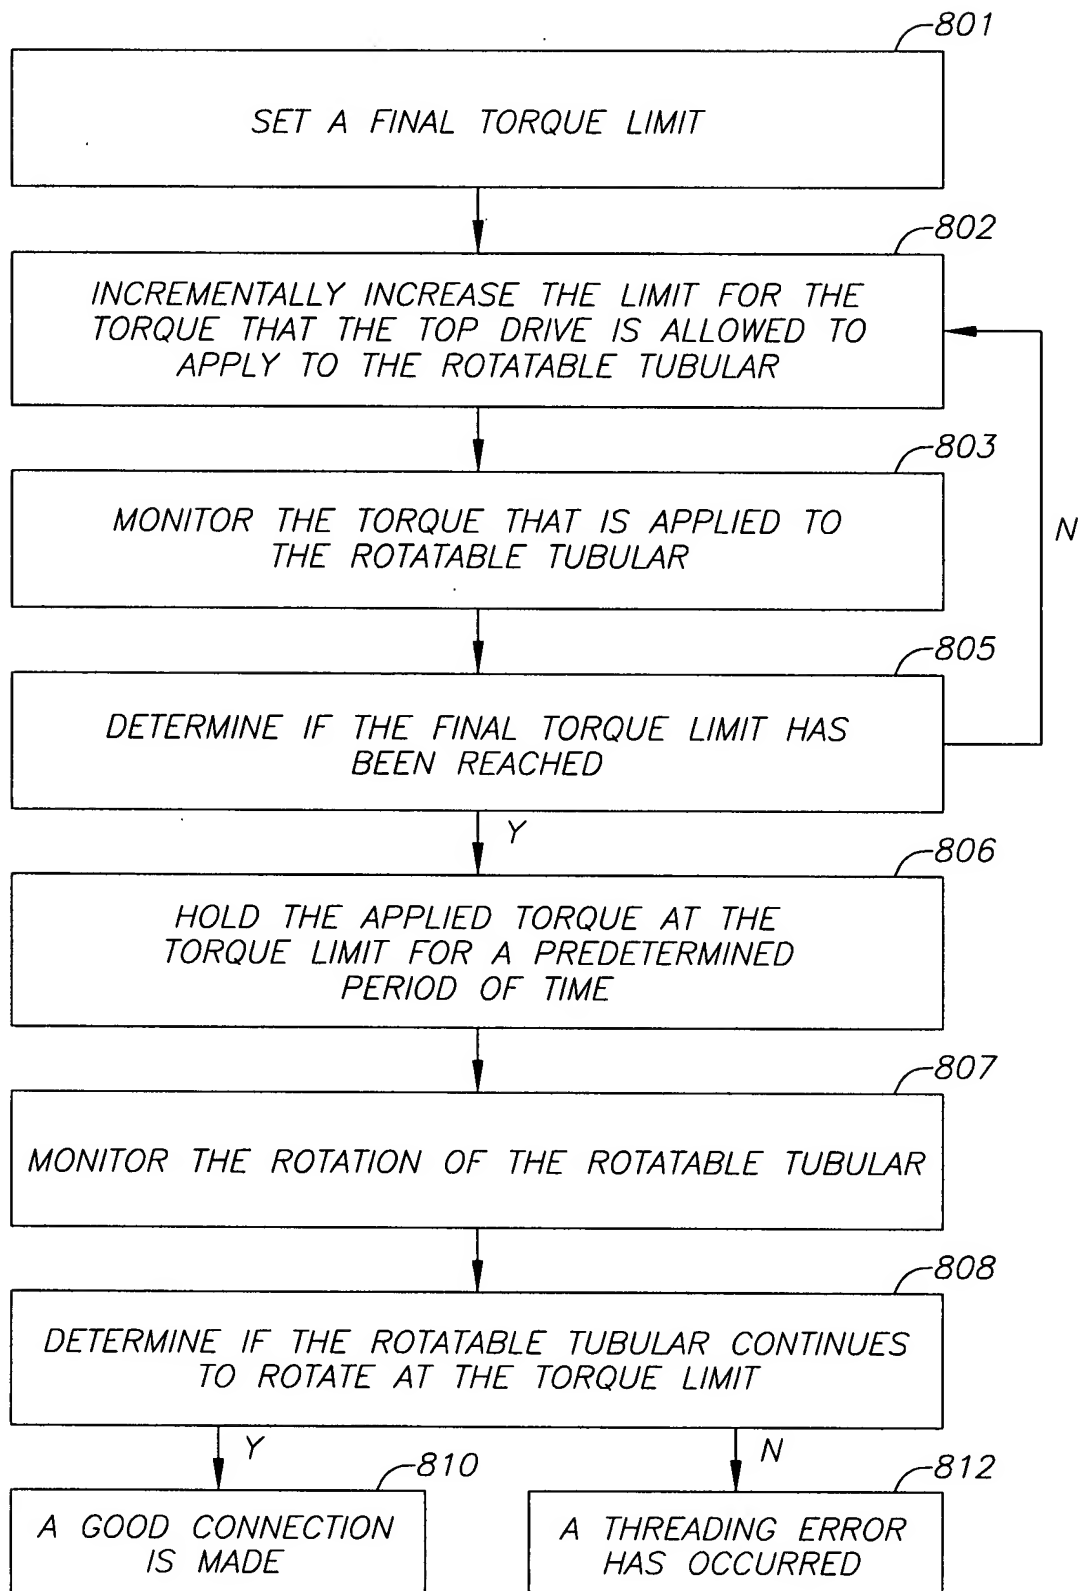 801
SET A FINAL TORQUE LIMIT
802
INCREMENTALLY INCREASE THE LIMIT FOR THE
TORQUE THAT THE TOP DRIVE IS ALLOWED TO
APPLY TO THE ROTATABLE TUBULAR
803
MONITOR THE TORQUE THAT IS APPLIED TO
THE ROTATABLE TUBULAR
N
805
DETERMINE IF THE FINAL TORQUE LIMIT HAS
BEEN REACHED
Y
806
HOLD THE APPLIED TORQUE AT THE
TORQUE LIMIT FOR A PREDETERMINED
PERIOD OF TIME
807
MONITOR THE ROTATION OF THE ROTATABLE TUBULAR
808
DETERMINE IF THE ROTATABLE TUBULAR CONTINUES
TO ROTATE AT THE TORQUE LIMIT
Y
N
810
A GOOD CONNECTION
IS MADE
812
A THREADING ERROR
HAS OCCURRED